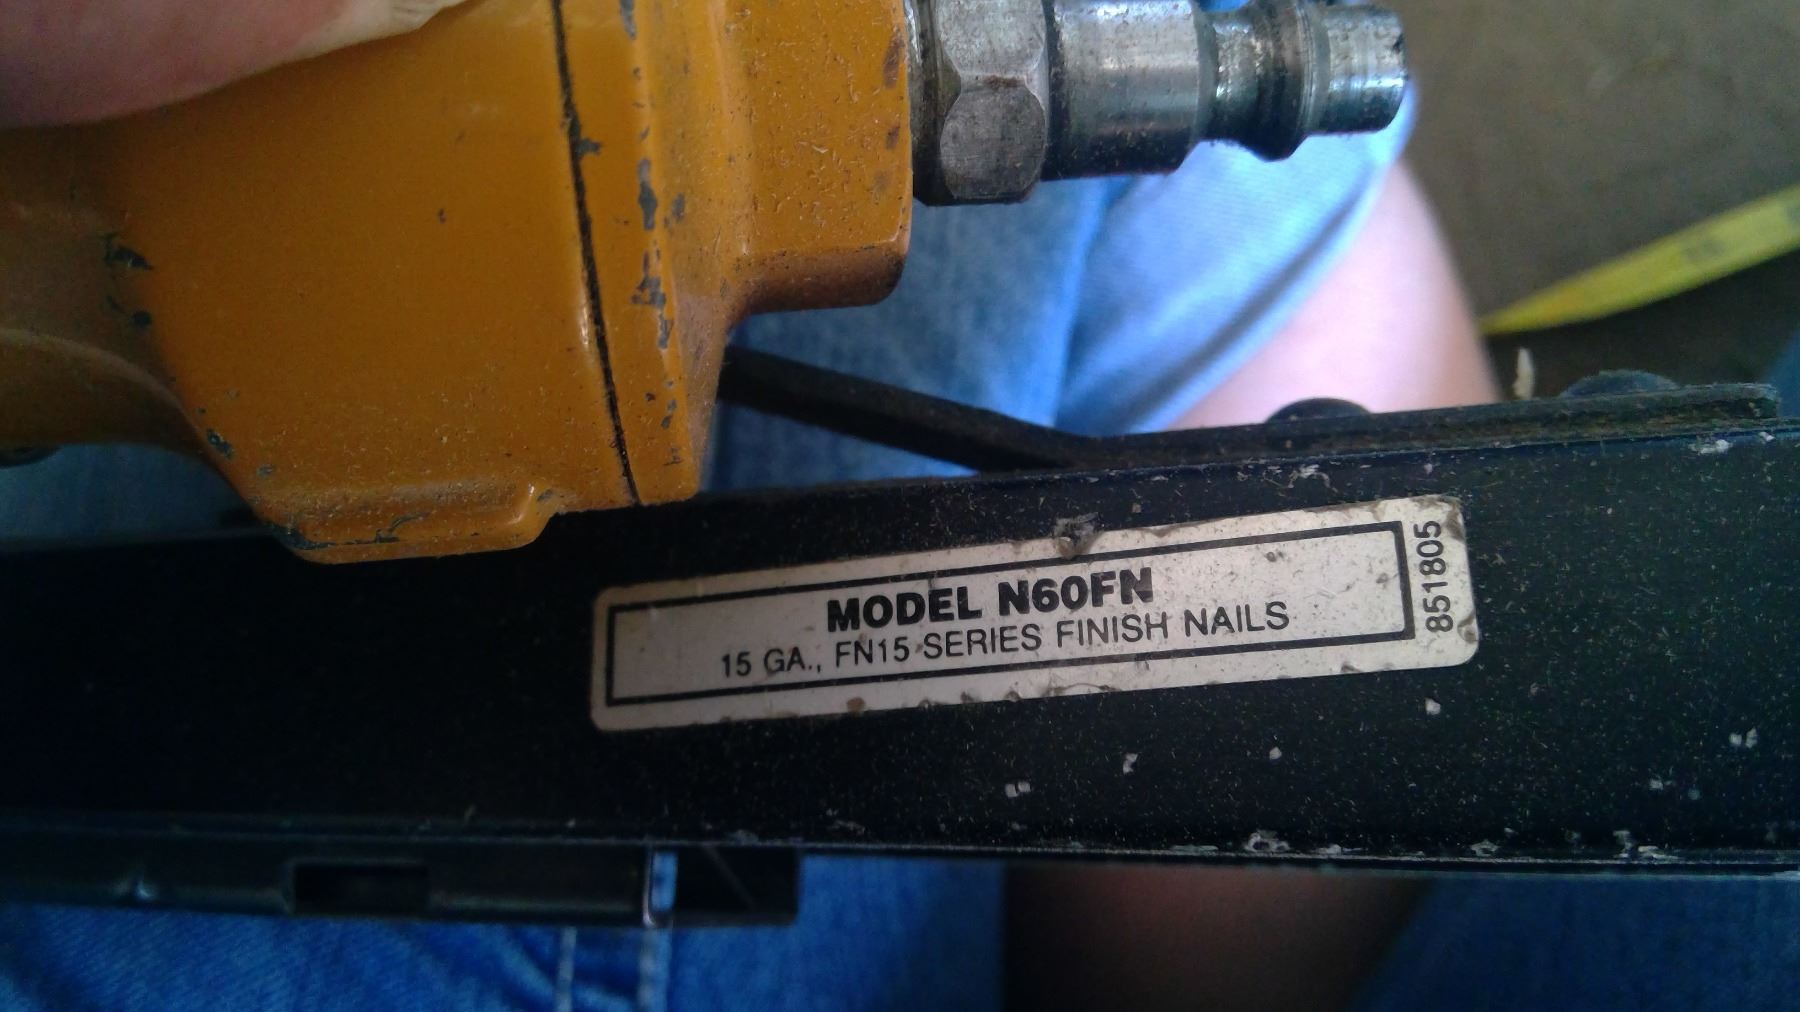 MODEL N60FN
15 GA., FN15 SERIES FINISH NAILS
851805